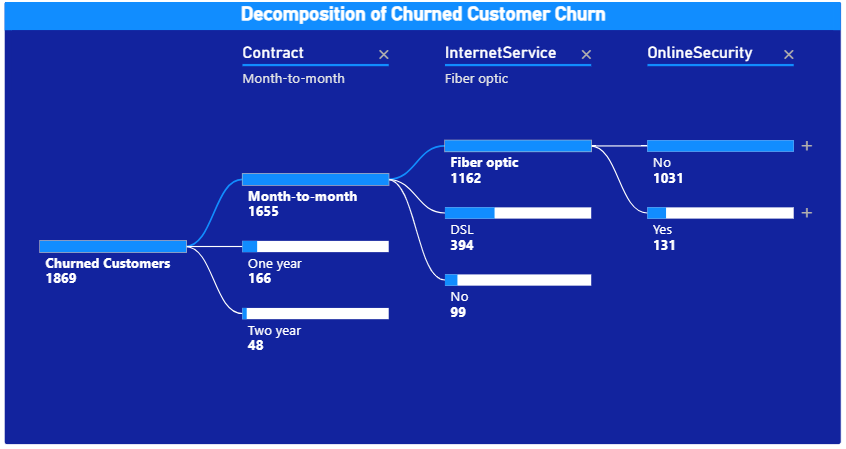 Decomposition of Churned Customer Churn
Contract
Month-to-month
InternetService
Fiber optic
OnlineSecurity
Churned Customers
1869
Month-to-month
1655
One year
166
Two year
48
Fiber optic
1162
DSL
394
No
99
No
1031
Yes
131